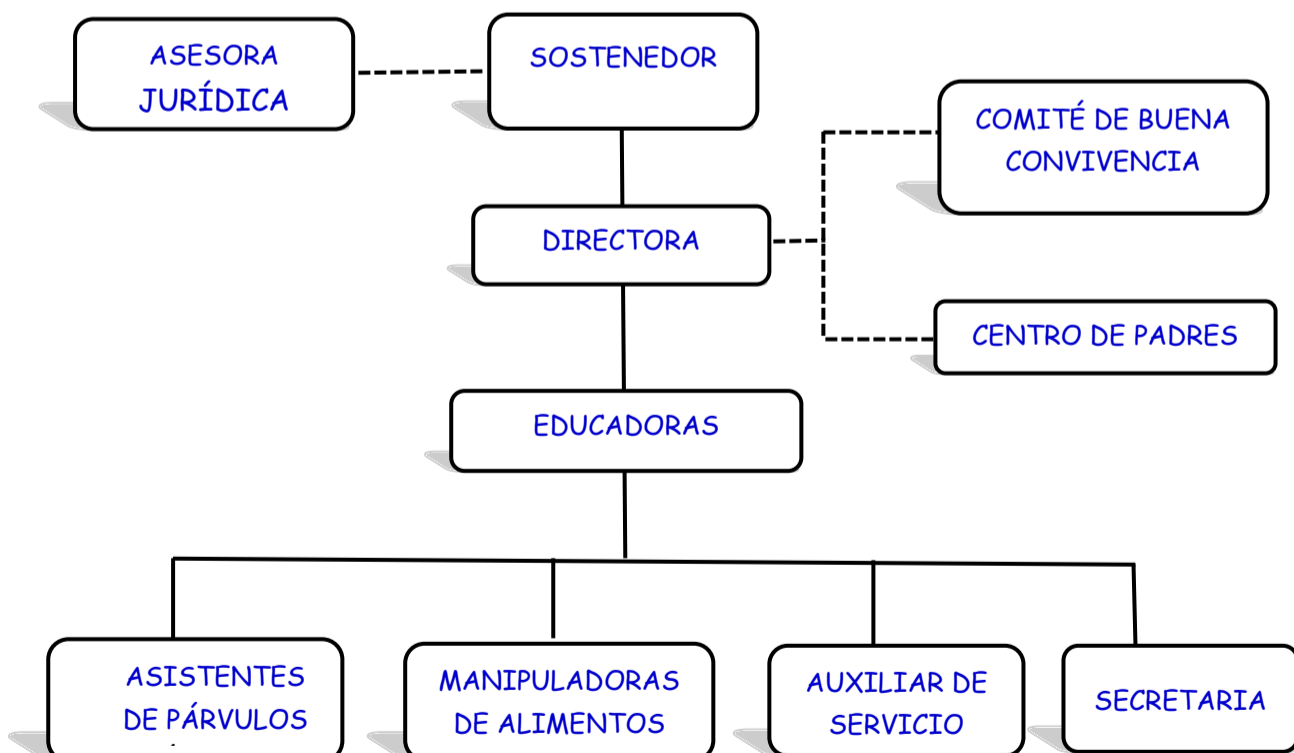 ASESORA
JURÍDICA
SOSTENEDOR
COMITÉ DE BUENA
CONVIVENCIA
DIRECTORA
CENTRO DE PADRES
EDUCADORAS
ASISTENTES
DE PÁRVULOS
MANIPULADORAS
DE ALIMENTOS
AUXILIAR DE
SERVICIO
SECRETARIA